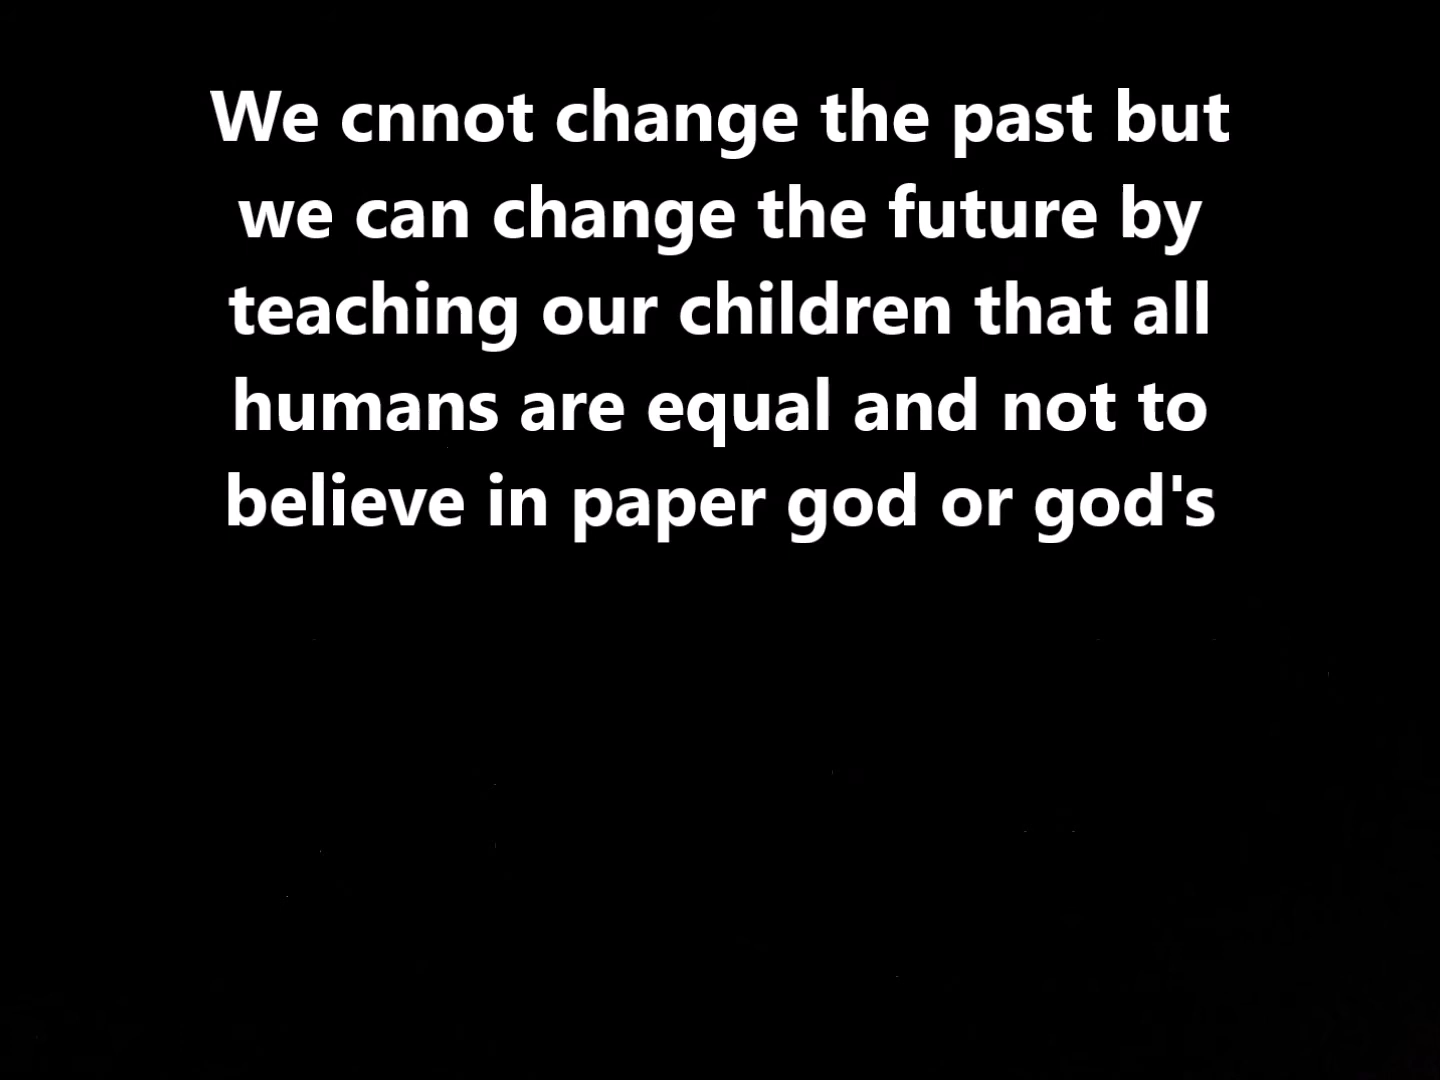 We cnnot change the past but
we can change the future by
teaching our children that all
humans are equal and not to
believe in paper god or god's